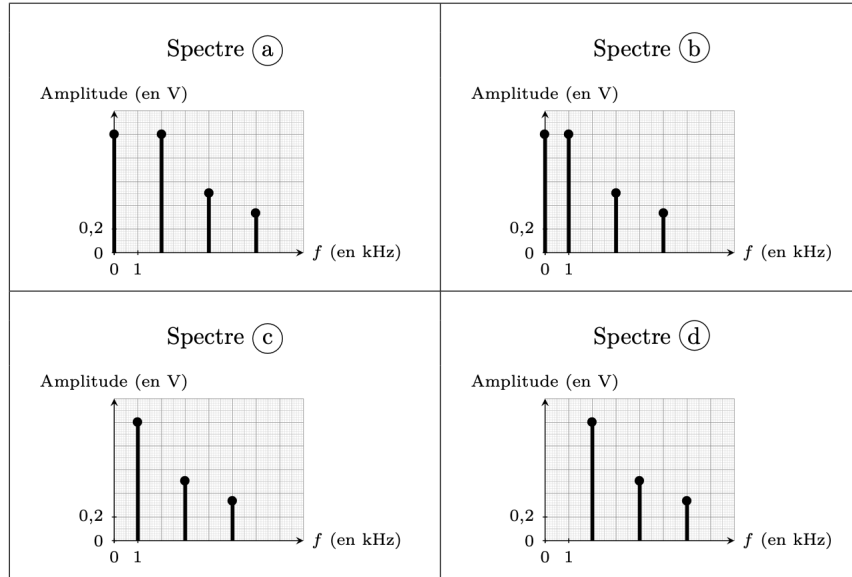 Spectre a
Amplitude (en V)
0,2
0
0 1
f (en kHz)
Spectre b
Amplitude (en V)
0,2
0
0 1
f (en kHz)
Spectre c
Amplitude (en V)
0,2
0
0 1
f (en kHz)
Spectre d
Amplitude (en V)
0,2
0
0 1
f (en kHz)